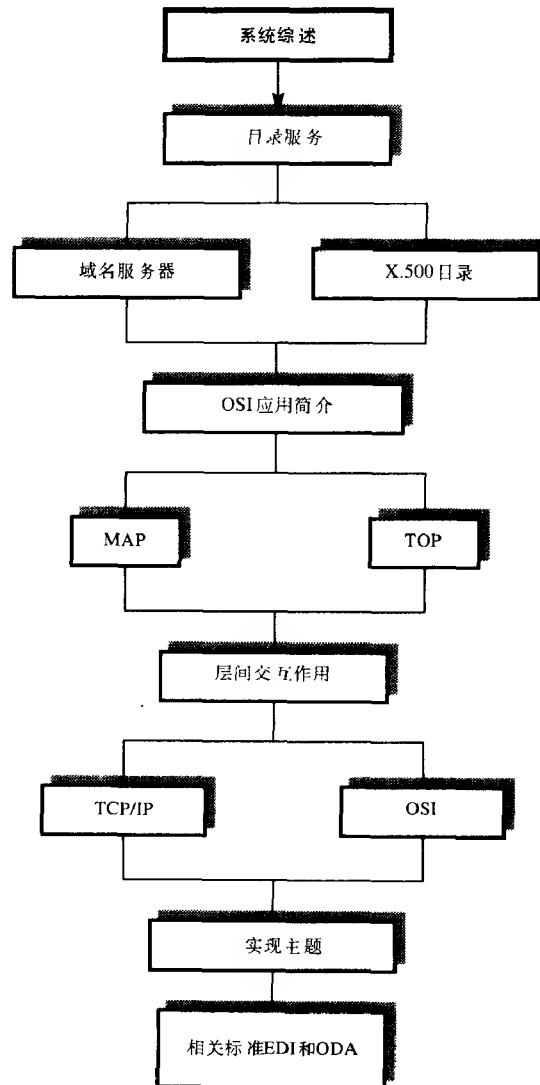 系统综述
目录服务
域名服务器
X.500目录
OSI应用简介
MAP
TOP
层间交互作用
TCP/IP
OSI
实现主题
相关标准EDI和ODA